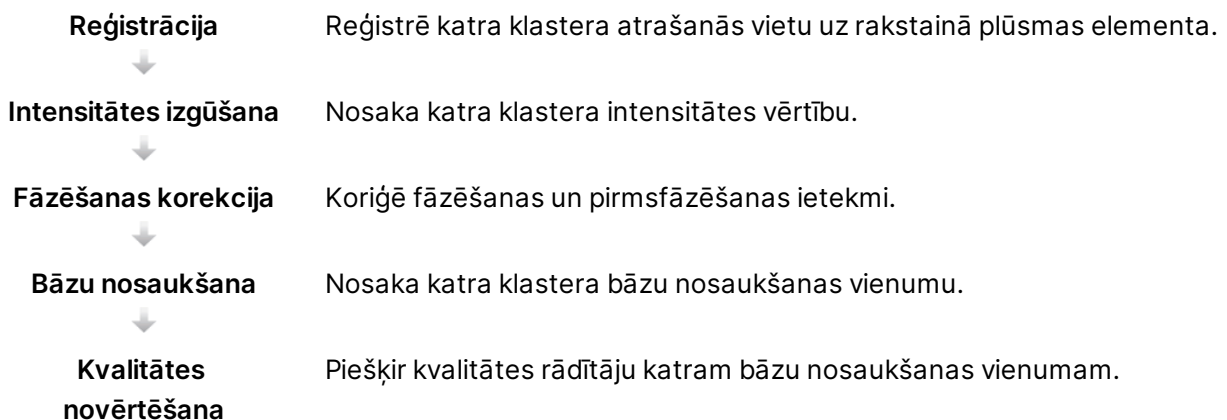 Reģistrācija
Reģistrē katra klastera atrašanās vietu uz rakstainā plūsmas elementa.
Intensitātes izgūšana
Nosaka katra klastera intensitātes vērtību.
Fāzēšanas korekcija
Koriģē fāzēšanas un pirmsfāzēšanas ietekmi.
Bāzu nosaukšana
Nosaka katra klastera bāzu nosaukšanas vienumu.
Kvalitātes
novērtēšana
Piešķir kvalitātes rādītāju katram bāzu nosaukšanas vienumam.